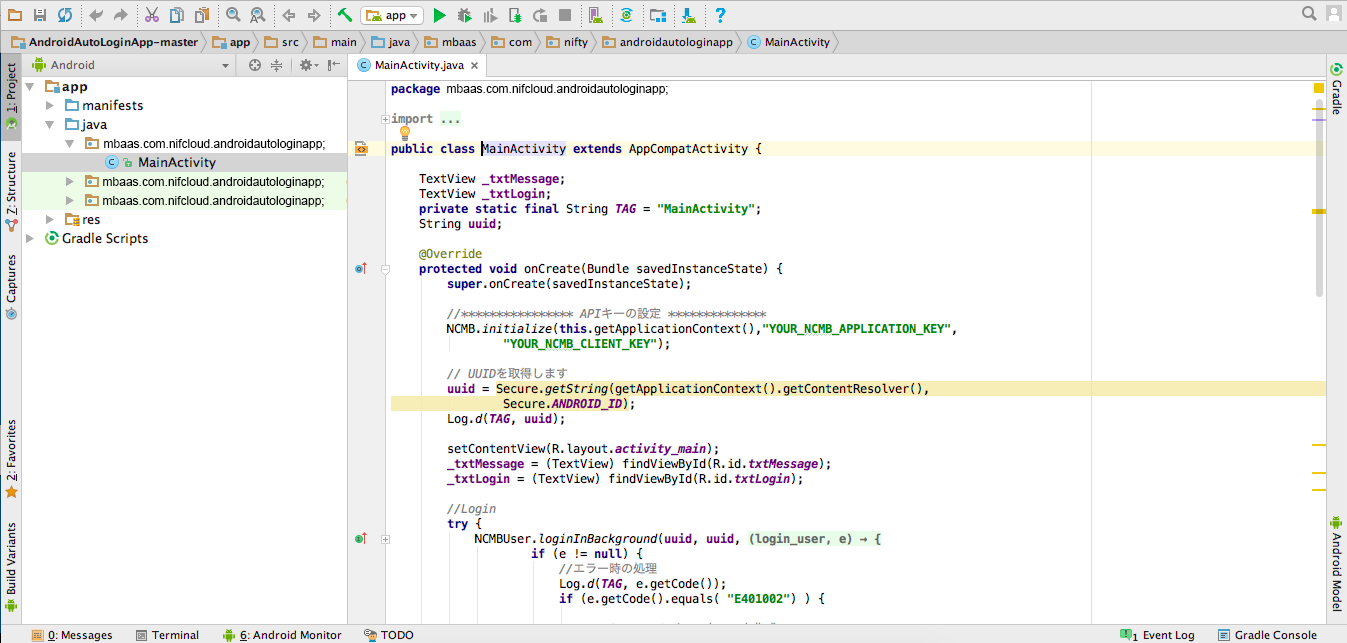 app
AndroidAutoLoginApp-master app src main java mbaas com nifty androidautologinapp MainActivity
Android
MainActivity.java
1: Project
Z: Structure
Captures
2: Favorites
Build Variants
app
manifests
java
mbaas.com.nifcloud.androidautologinapp;
MainActivity
mbaas.com.nifcloud.androidautologinapp;
mbaas.com.nifcloud.androidautologinapp;
res
Gradle Scripts
package mbaas.com.nifcloud.androidautologinapp;
import ...
public class MainActivity extends AppCompatActivity {
TextView _txtMessage;
TextView _txtLogin;
private static final String TAG = "MainActivity";
String uuid;
@Override
protected void onCreate(Bundle savedInstanceState) {
super.onCreate(savedInstanceState);
//**************** APIキーの設定 **************
NCMB.initialize(this.getApplicationContext(),"YOUR_NCMB_APPLICATION_KEY",
"YOUR_NCMB_CLIENT_KEY");
// UUIDを取得します
uuid = Secure.getString(getApplicationContext().getContentResolver(),
Secure.ANDROID_ID);
Log.d(TAG, uuid);
setContentView(R.layout.activity_main);
_txtMessage = (TextView) findViewById(R.id.txtMessage);
_txtLogin = (TextView) findViewById(R.id.txtLogin);
//Login
try {
NCMBUser.loginInBackground(uuid, uuid, (login_user, e) → {
if (e != null) {
//エラー時の処理
Log.d(TAG, e.getCode());
if (e.getCode().equals( "E401002") ) {
Gradle
Android Model
0: Messages
Terminal
6: Android Monitor
TODO
1 Event Log
Gradle Console